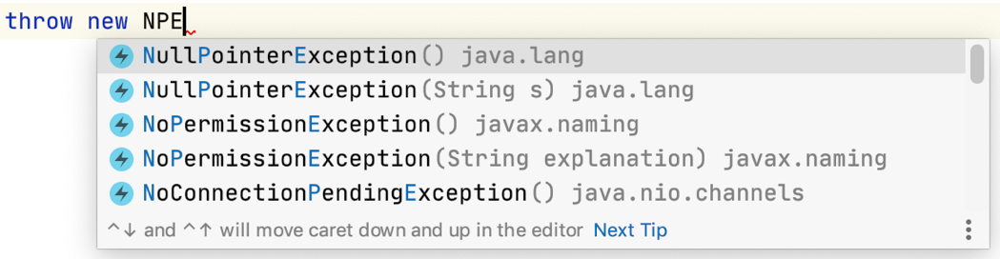 throw new NPE
NullPointerException() java.lang
NullPointerException(String s) java.lang
NoPermissionException() javax.naming
NoPermissionException(String explanation) javax.naming
NoConnectionPendingException() java.nio.channels
^↓ and ^↑ will move caret down and up in the editor Next Tip